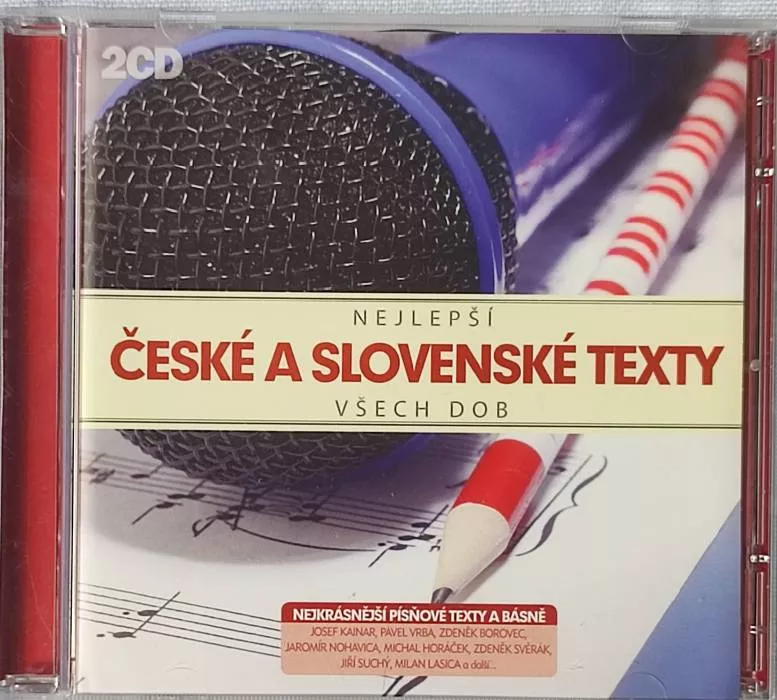 2CD
NEJLEPŠÍ
ČESKÉ A SLOVENSKÉ TEXTY
VŠECH DOB
NEJKRÁSNĚJŠÍ PÍSŇOVÉ TEXTY A BÁSNĚ
JOSEF KAINAR, PAVEL VRBA, ZDENĚK BOROVEC,
JAROMÍR NOHAVICA, MICHAL HORÁČEK, ZDENĚK SVĚRÁK,
JIŘÍ SUCHÝ, MILAN LASICA a další...